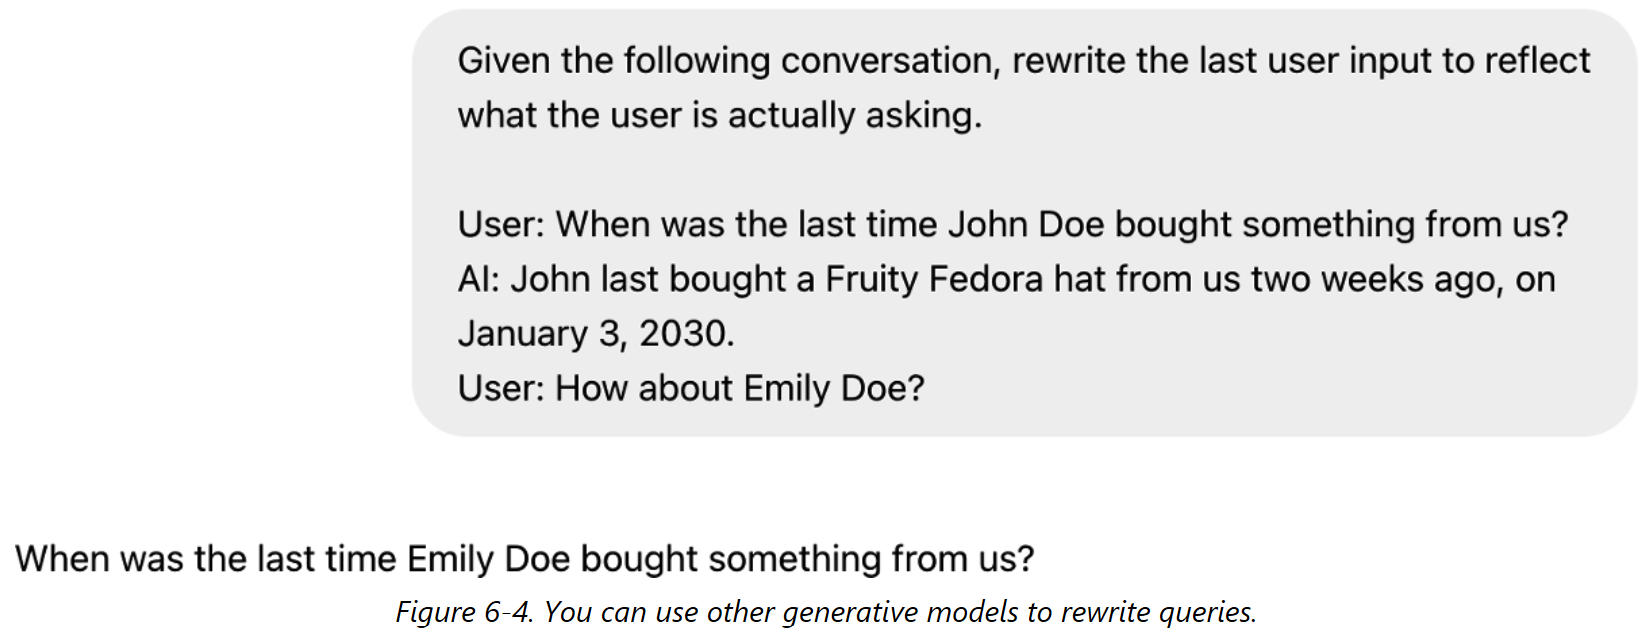 Given the following conversation, rewrite the last user input to reflect
what the user is actually asking.
User: When was the last time John Doe bought something from us?
AI: John last bought a Fruity Fedora hat from us two weeks ago, on
January 3, 2030.
User: How about Emily Doe?
When was the last time Emily Doe bought something from us?
Figure 6-4. You can use other generative models to rewrite queries.